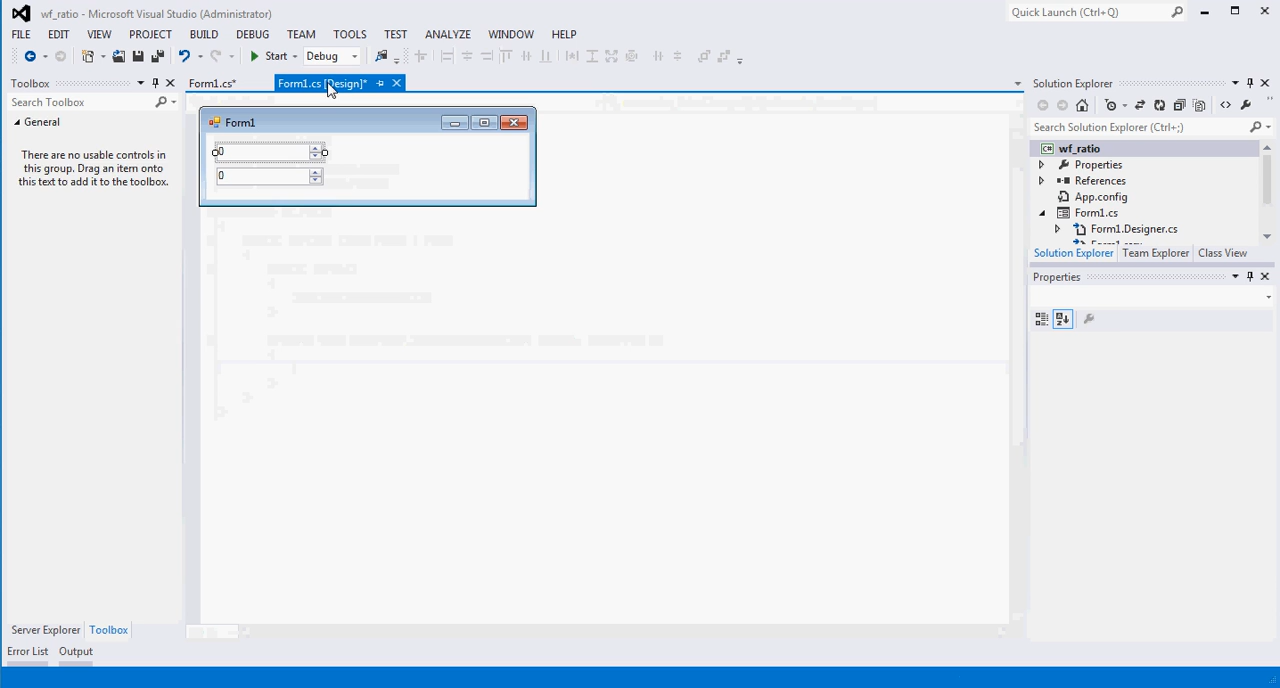 wf_ratio - Microsoft Visual Studio (Administrator)
Quick Launch (Ctrl+Q)
FILE EDIT VIEW PROJECT BUILD DEBUG TEAM TOOLS TEST ANALYZE WINDOW HELP
Start Debug
Toolbox
Search Toolbox
General
There are no usable controls in
this group. Drag an item onto
this text to add it to the toolbox.
Server Explorer Toolbox
Error List Output
Form1.cs* Form1.cs [Design]*
Form1
0
0
Solution Explorer
Search Solution Explorer (Ctrl+;)
C# wf_ratio
Properties
References
App.config
Form1.cs
Form1.Designer.cs
Solution Explorer Team Explorer Class View
Properties